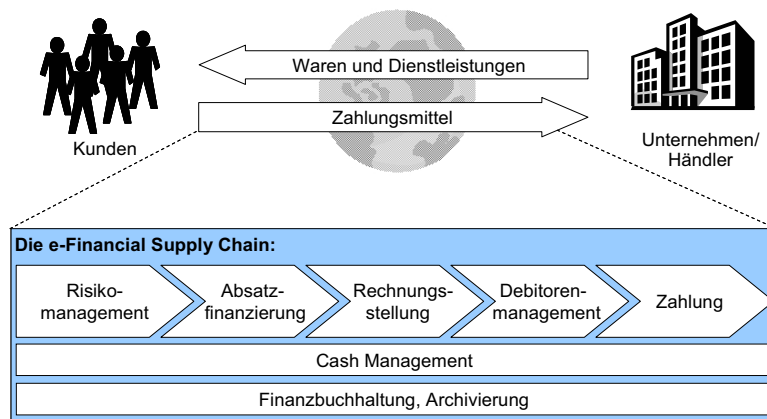 Waren und Dienstleistungen
Zahlungsmittel
Kunden
Unternehmen/
Händler
Die e-Financial Supply Chain:
Risiko-
management
Absatz-
finanzierung
Rechnungs-
stellung
Debitoren-
management
Zahlung
Cash Management
Finanzbuchhaltung, Archivierung